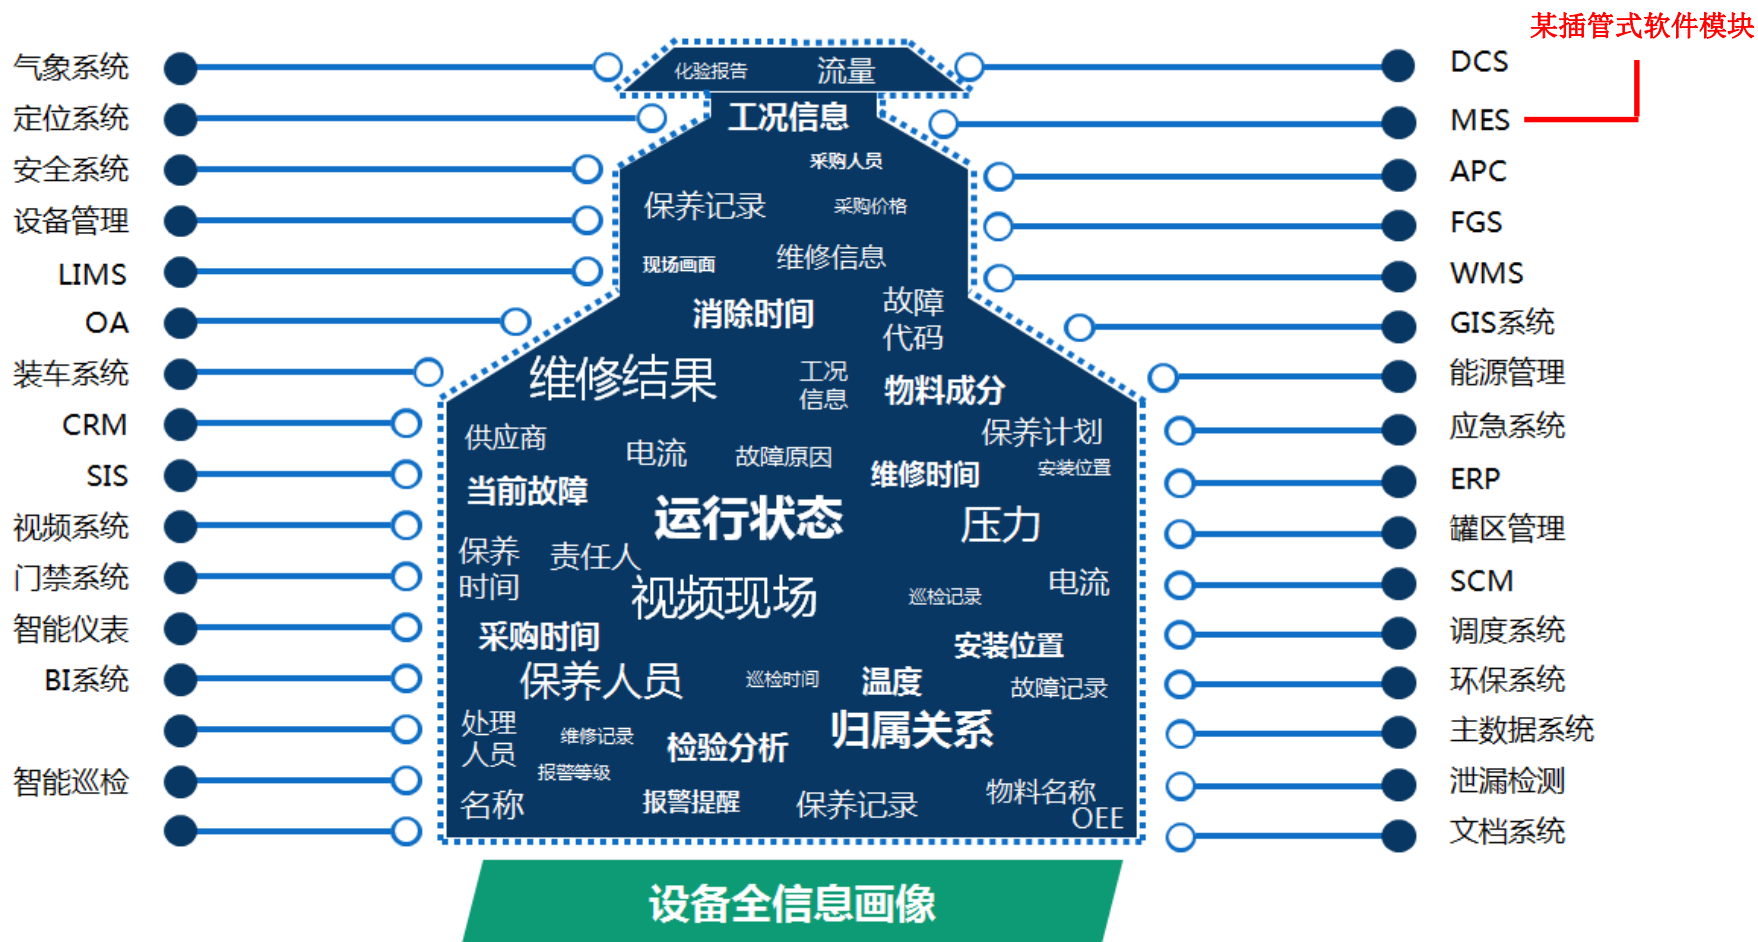 某插管式软件模块
气象系统
定位系统
安全系统
设备管理
LIMS
OA
装车系统
CRM
SIS
视频系统
门禁系统
智能仪表
BI系统
智能巡检
化验报告
流量
工况信息
采购人员
保养记录
采购价格
现场画面
维修信息
消除时间
故障
代码
维修结果
工况
信息
物料成分
供应商
电流
故障原因
保养计划
维修时间
安装位置
当前故障
运行状态
压力
保养
时间
责任人
视频现场
巡检记录
电流
采购时间
安装位置
保养人员
巡检时间
温度
故障记录
处理
人员
维修记录
检验分析
归属关系
报警等级
名称
报警提醒
保养记录
物料名称
OEE
DCS
MES
APC
FGS
WMS
GIS系统
能源管理
应急系统
ERP
罐区管理
SCM
调度系统
环保系统
主数据系统
泄漏检测
文档系统
设备全信息画像